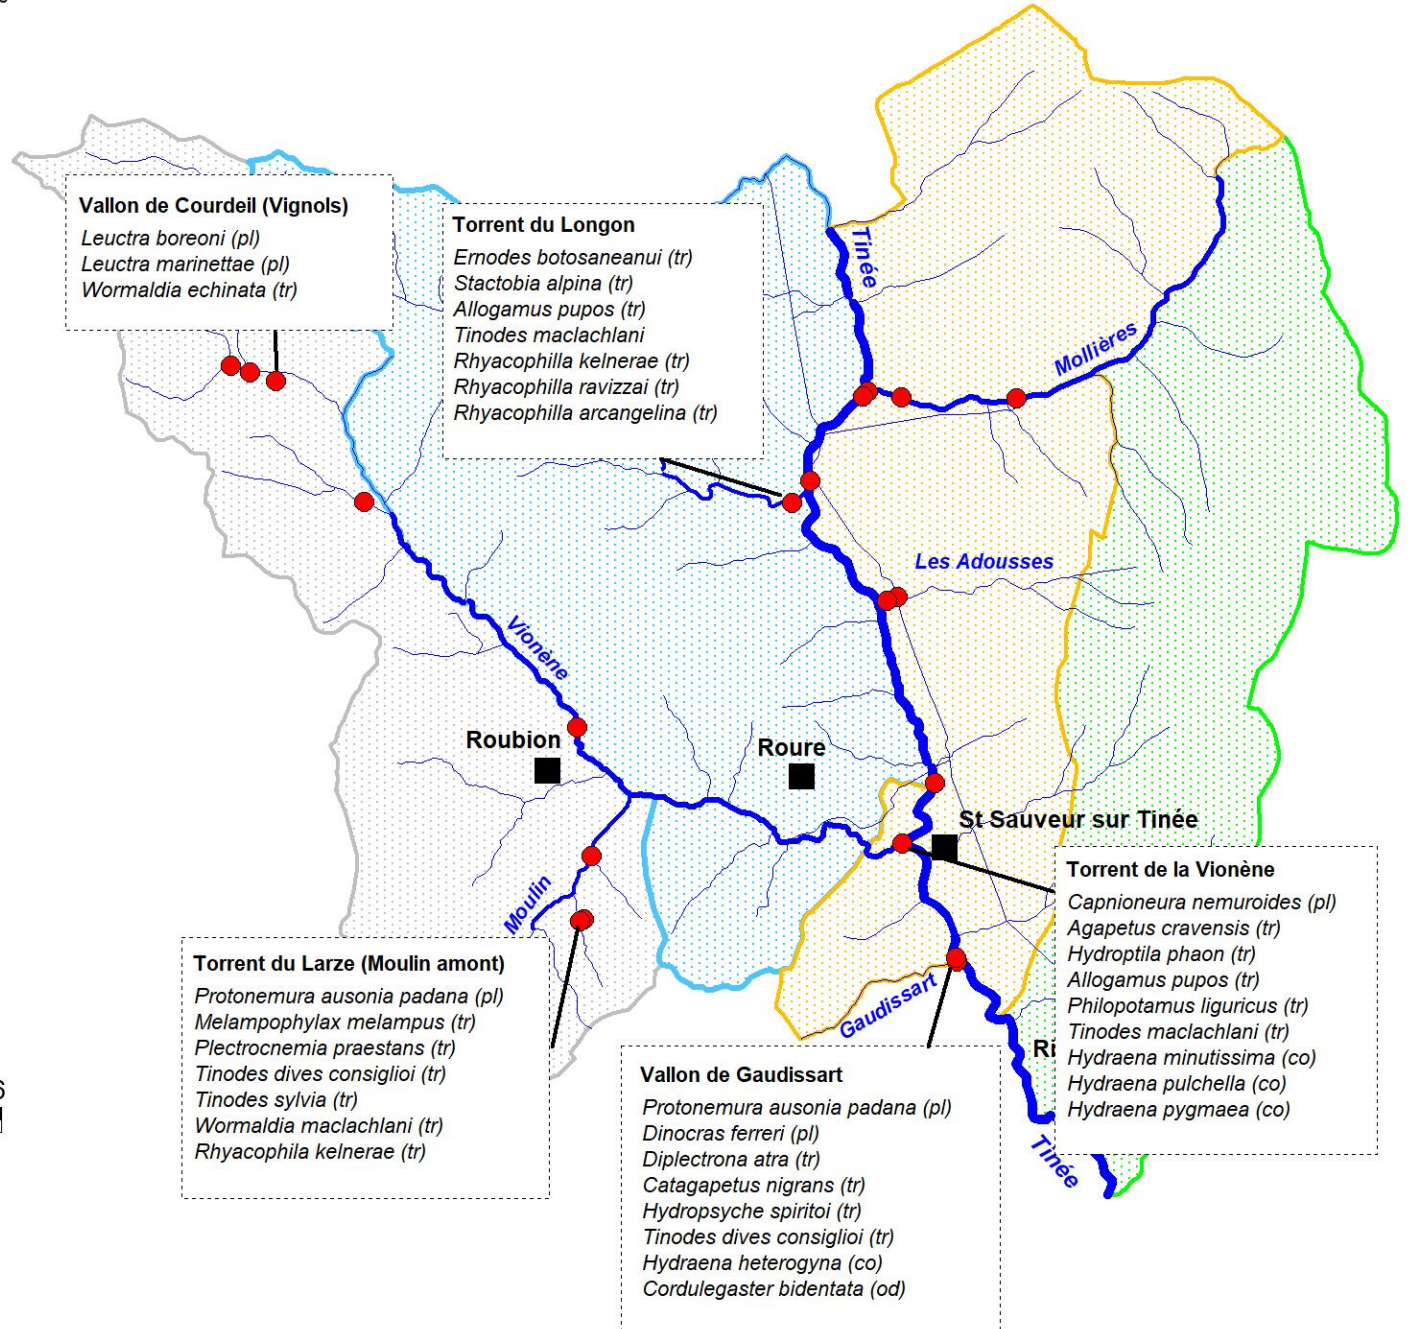 Vallon de Courdeil (Vignols)
Leuctra boreoni (pl)
Leuctra marinettae (pl)
Wormaldia echinata (tr)
Torrent du Longon
Emodes botosaneanui (tr)
Stactobia alpina (tr)
Allogamus pupos (tr)
Tinodes maclachlani
Rhyacophilla kelnerae (tr)
Rhyacophilla ravizzai (tr)
Rhyacophilla arcangelina (tr)
Tinée
Mollières
Les Adousses
Vionène
Roubion
Roure
St Sauveur sur Tinée
Moulin
Gaudissart
Tinée
Torrent de la Vionène
Capnioneura nemuroides (pl)
Agapetus cravensis (tr)
Hydroptila phaon (tr)
Allogamus pupos (tr)
Philopotamus liguricus (tr)
Tinodes maclachlani (tr)
Hydraena minutissima (co)
Hydraena pulchella (co)
Hydraena pygmaea (co)
Torrent du Larze (Moulin amont)
Protonemura ausonia padana (pl)
Melampophylax melampus (tr)
Plectrocnemia praestans (tr)
Tinodes dives consiglioi (tr)
Tinodes sylvia (tr)
Wormaldia maclachlani (tr)
Rhyacophila kelnerae (tr)
Vallon de Gaudissart
Protonemura ausonia padana (pl)
Dinocras ferreri (pl)
Diplectrona atra (tr)
Catagapetus nigrans (tr)
Hydropsyche spiritoi (tr)
Tinodes dives consiglioi (tr)
Hydraena heterogyna (co)
Cordulegaster bidentata (od)